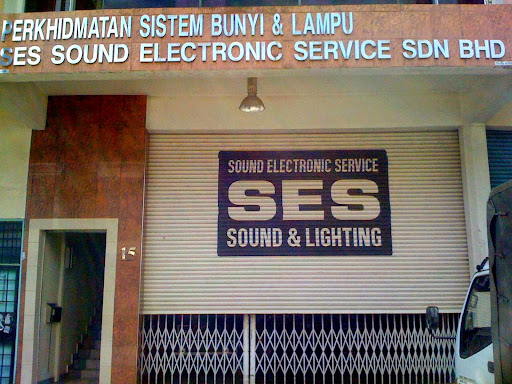 PERKHIDMATAN SISTEM BUNYI & LAMPU
SES SOUND ELECTRONIC SERVICE SDN BHD
SOUND ELECTRONIC SERVICE
SES
SOUND & LIGHTING
15